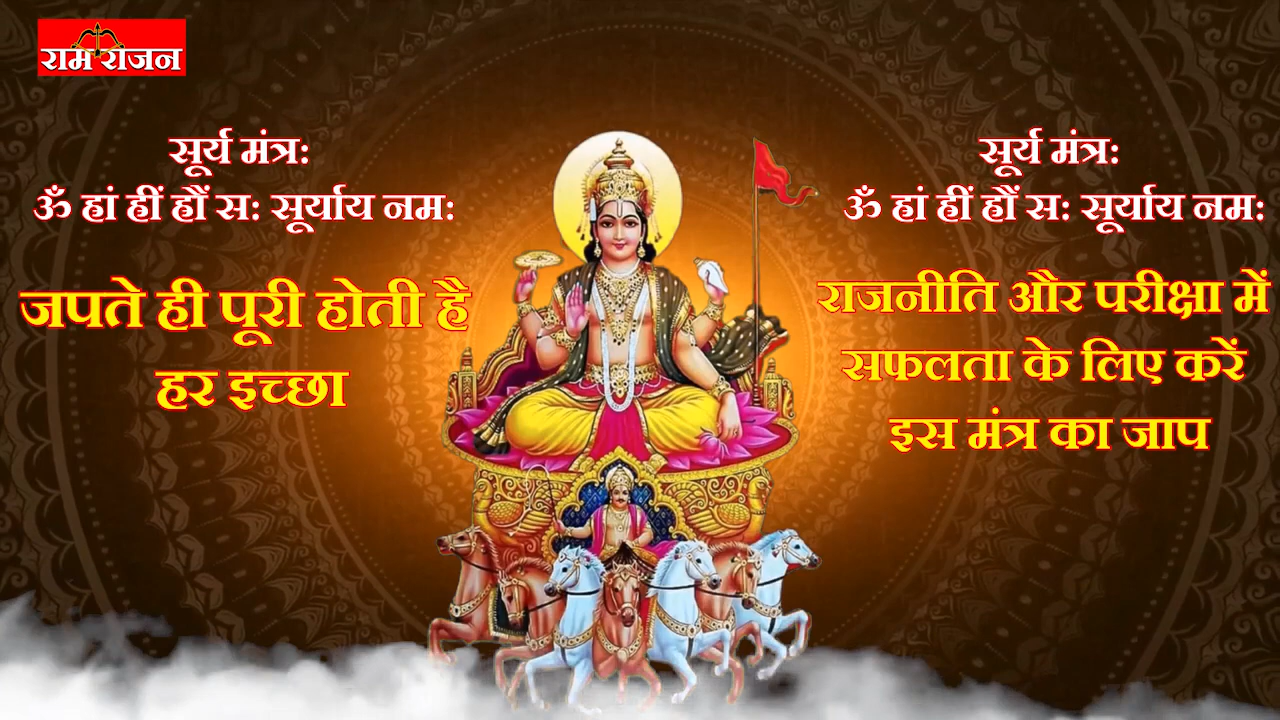 राम राजन
सूर्य मंत्र:
ॐ हां हीं हौं स: सूर्याय नम:
जपते ही पूरी होती है
हर इच्छा
सूर्य मंत्र:
ॐ हां हीं हौं स: सूर्याय नम:
राजनीति और परीक्षा में
सफलता के लिए करें
इस मंत्र का जाप